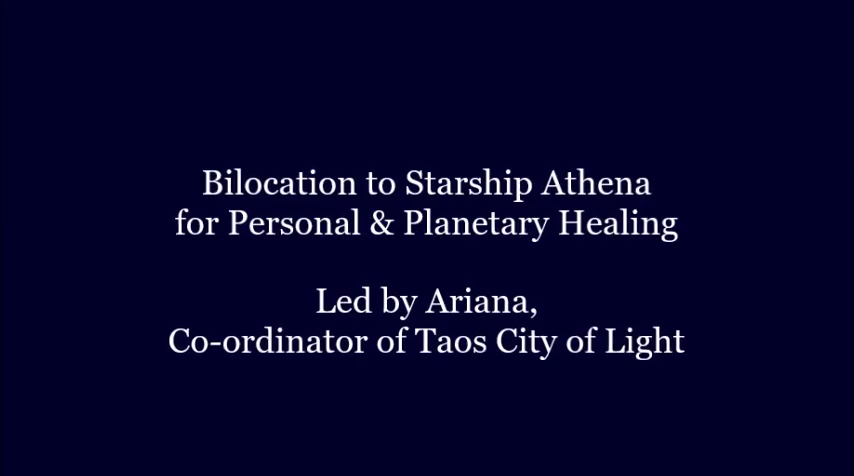 Bilocation to Starship Athena
for Personal & Planetary Healing
Led by Ariana,
Co-ordinator of Taos City of Light